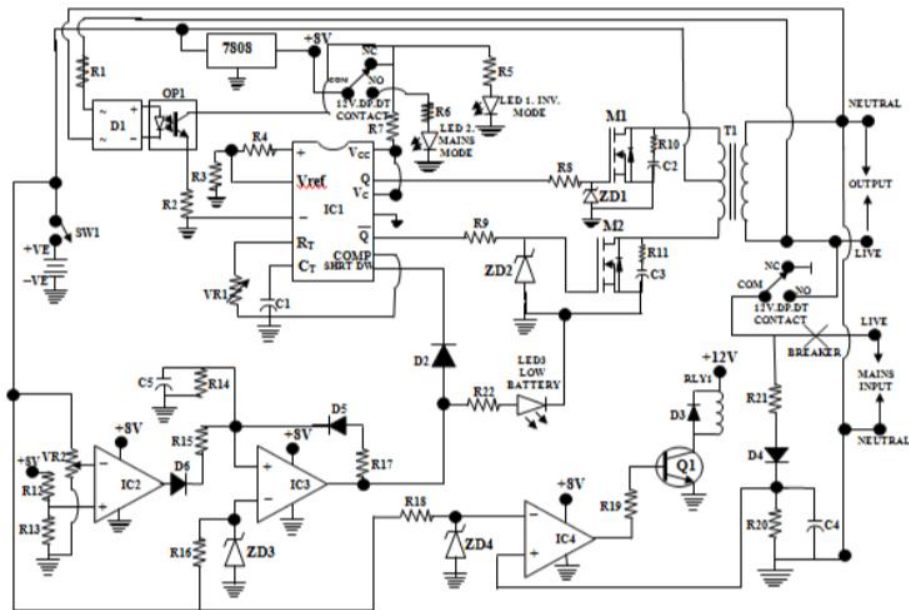 7808
+8V
NC
COM
NO
12V.DP.DT
CONTACT
R1
OP1
D1
~
~
+
−
R5
LED 1. INV.
MODE
R6
LED 2.
MAINS
MODE
R7
R4
R3
R2
+
Vref
−
RT
CT
IC1
VCC
Q
VC
Q
COMP
SHRT DW
M1
R10
C2
R8
ZD1
T1
NEUTRAL
OUTPUT
LIVE
M2
R9
R11
C3
ZD2
SW1
+VE
−VE
VR1
C1
NC
COM
NO
12V.DP.DT
CONTACT
LIVE
BREAKER
MAINS
INPUT
NEUTRAL
D2
LED3
LOW
BATTERY
R22
+12V
RLY1
D3
Q1
R21
D4
R20
C4
C5
R14
D5
R15
R17
+8V
VR2
R12
R13
+8V
−
+
IC2
D6
+8V
+
−
IC3
R16
ZD3
R18
ZD4
+8V
−
+
IC4
R19